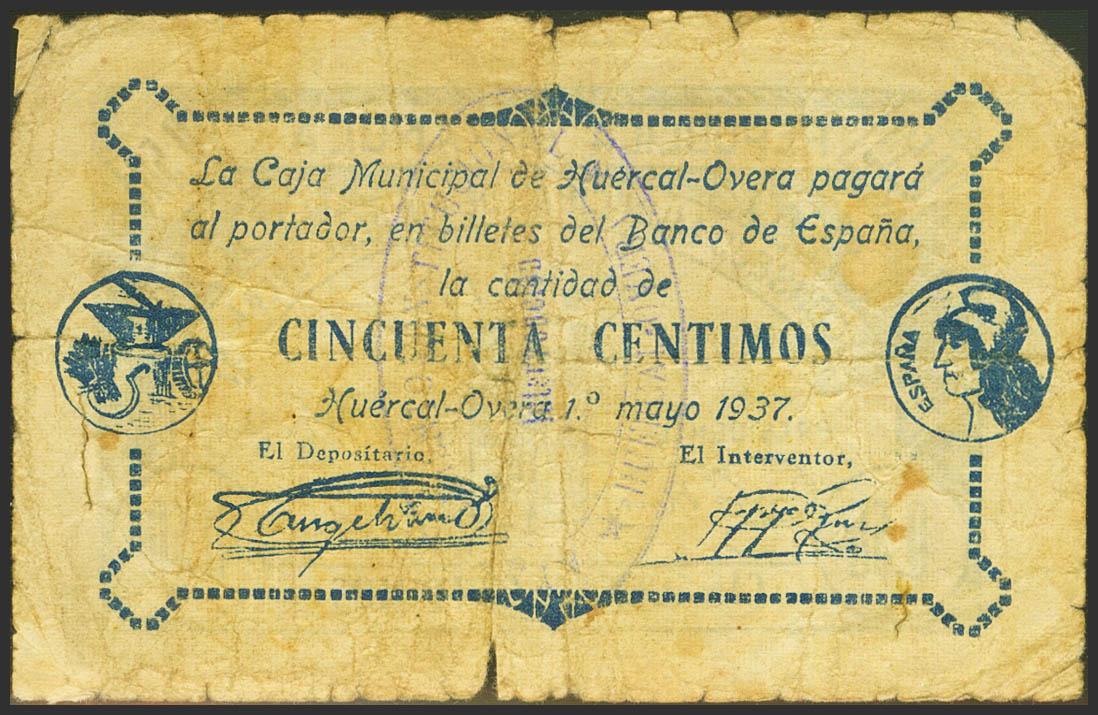 La Caja Municipal de Huércal-Overa pagará
al portador, en billetes del Banco de España,
la cantidad de
CINCUENTA CENTIMOS
Huércal-Overa 1.º mayo 1937.
El Depositario,
El Interventor,
ESPAÑA